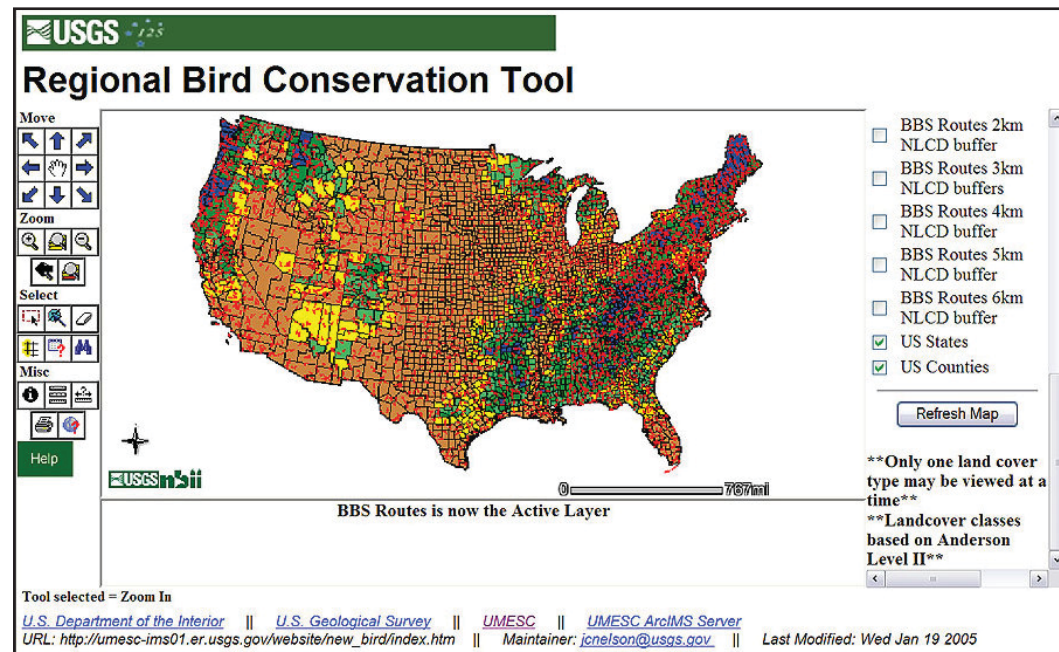 USGS 125
Regional Bird Conservation Tool
Move
Zoom
Select
Misc
Help
USGS nbii
0 767mi
BBS Routes 2km
NLCD buffer
BBS Routes 3km
NLCD buffers
BBS Routes 4km
NLCD buffer
BBS Routes 5km
NLCD buffer
BBS Routes 6km
NLCD buffer
US States
US Counties
Refresh Map
**Only one land cover
type may be viewed at a
time**
**Landcover classes
based on Anderson
Level II**
BBS Routes is now the Active Layer
Tool selected = Zoom In
U.S. Department of the Interior || U.S. Geological Survey || UMESC || UMESC ArcIMS Server
URL: http://umesc-ims01.er.usgs.gov/website/new_bird/index.htm || Maintainer: jcnelson@usgs.gov || Last Modified: Wed Jan 19 2005